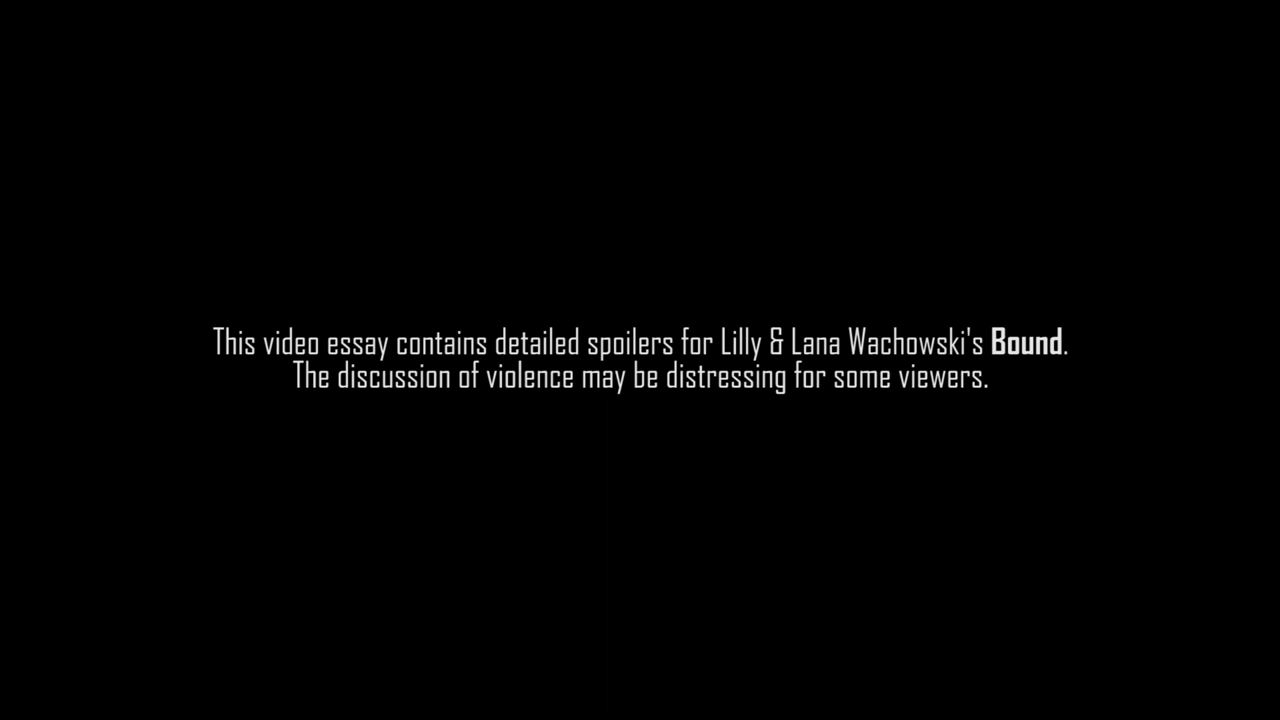 This video essay contains detailed spoilers for Lilly & Lana Wachowski's Bound.
The discussion of violence may be distressing for some viewers.